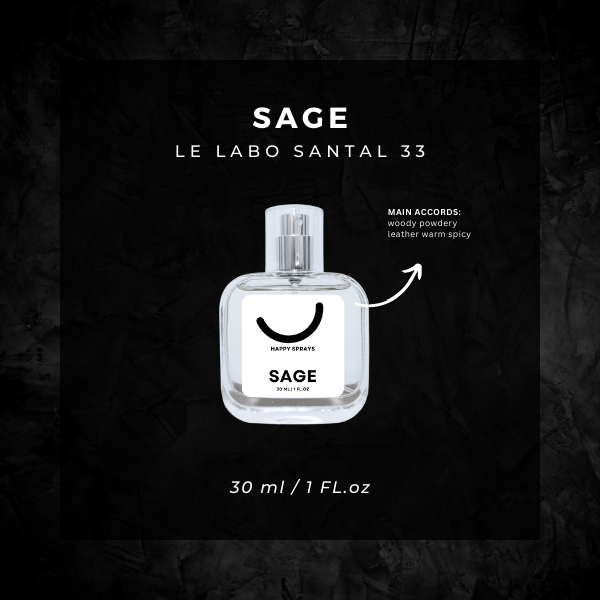 SAGE
LE LABO SANTAL 33
MAIN ACCORDS:
woody powdery
leather warm spicy
HAPPY SPRAYS
SAGE
30 ML | 1 FL.OZ
30 ml / 1 FL.oz